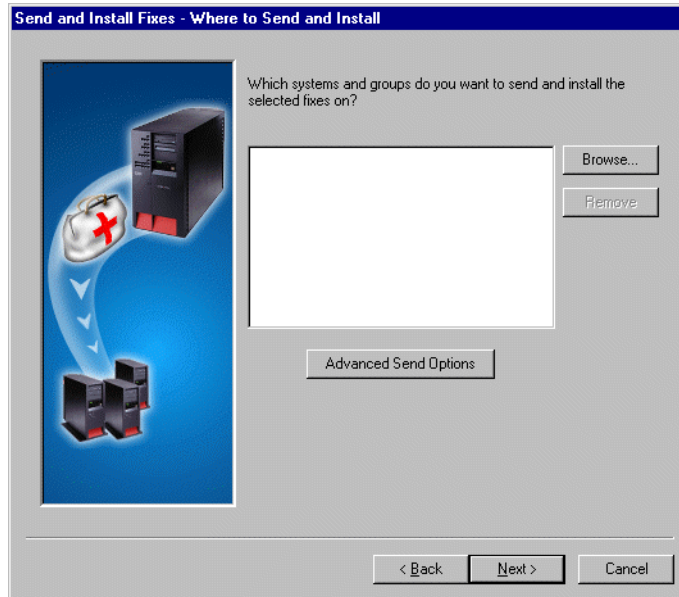 Send and Install Fixes - Where to Send and Install
Which systems and groups do you want to send and install the
selected fixes on?
Browse...
Remove
Advanced Send Options
< Back
Next >
Cancel